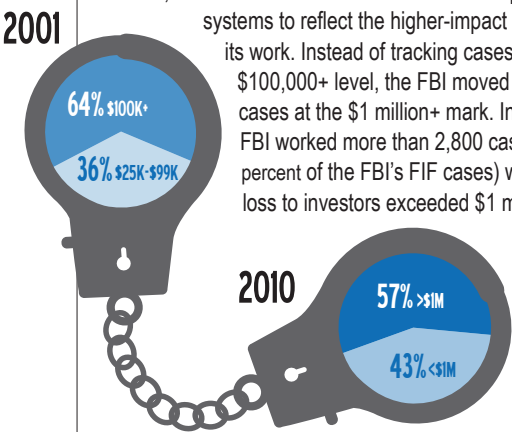 2001
systems to reflect the higher-impact
its work. Instead of tracking cases
$100,000+ level, the FBI moved
cases at the $1 million+ mark.
FBI worked more than 2,800
percent of the FBI's FIF cases)
loss to investors exceeded $1
64% $100K+
36% $25K-$99K
2010
57% >$1M
43% <$1M